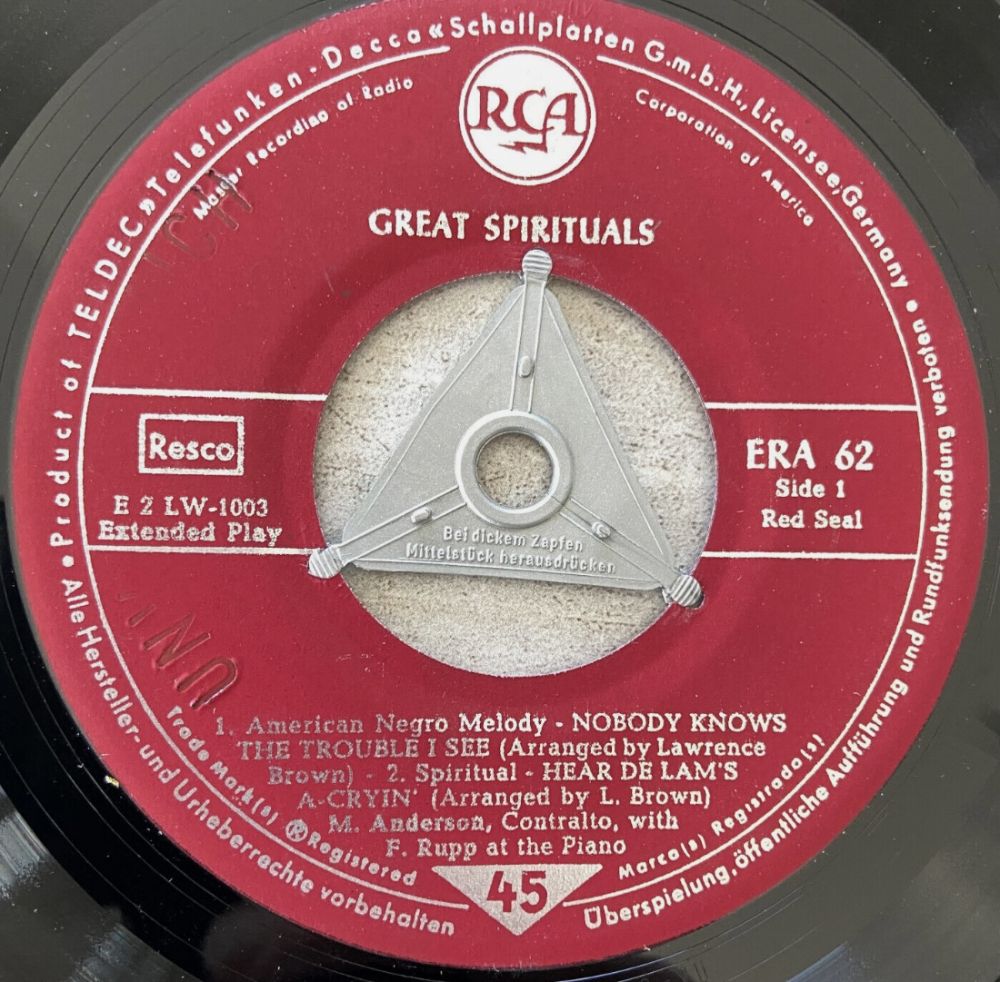 Product of TELDEC »Telefunken - Decca« Schallplatten G.m.b.H., Licensee, Germany
Master Recording of Radio Corporation of America
RCA
GREAT SPIRITUALS
Resco
E 2 LW-1003
Extended Play
ERA 62
Side 1
Red Seal
Bei dickem Zapfen
Mittelstück herausdrücken
1. American Negro Melody - NOBODY KNOWS
THE TROUBLE I SEE (Arranged by Lawrence
Brown) - 2. Spiritual - HEAR DE LAM'S
A-CRYIN' (Arranged by L. Brown)
M. Anderson, Contralto, with
F. Rupp at the Piano
Trade Mark(s) ® Registered
Marca(s) Registrada(s)
45
• Alle Hersteller- und Urheberrechte vorbehalten
Überspielung, öffentliche Aufführung und Rundfunksendung verboten •